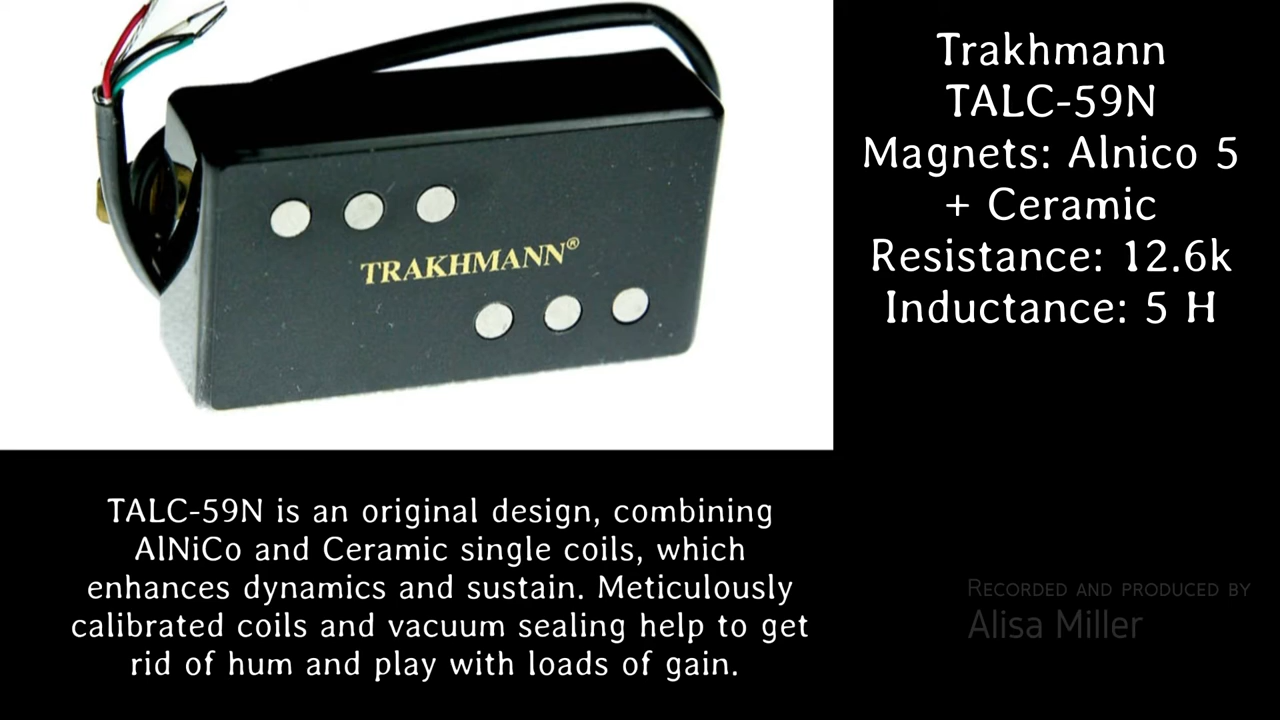 TRAKHMANN®
Trakhmann
TALC-59N
Magnets: Alnico 5
+ Ceramic
Resistance: 12.6k
Inductance: 5 H
TALC-59N is an original design, combining
AlNiCo and Ceramic single coils, which
enhances dynamics and sustain. Meticulously
calibrated coils and vacuum sealing help to get
rid of hum and play with loads of gain.
Recorded and produced by
Alisa Miller